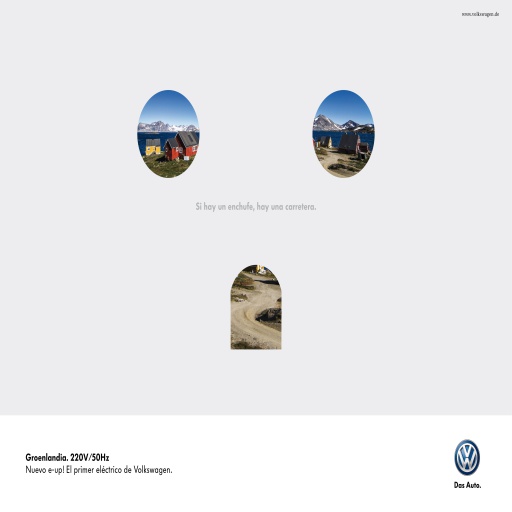 www.volkswagen.de
Si hay un enchufe, hay una carretera.
Groenlandia. 220V/50Hz
Nuevo e-up! El primer eléctrico de Volkswagen.
Das Auto.